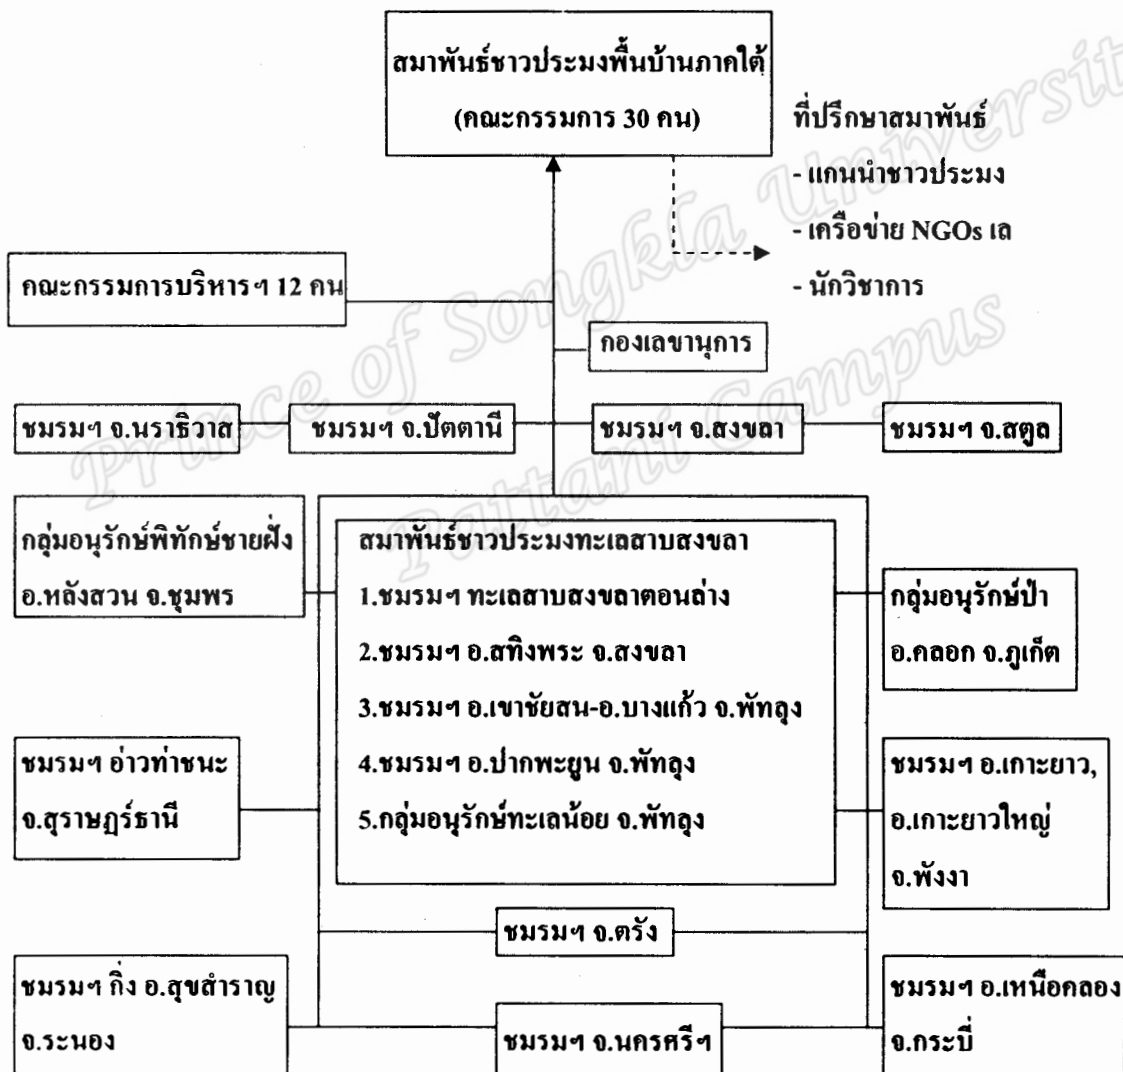 สมาพันธ์ชาวประมงพื้นบ้านภาคใต้
(คณะกรรมการ 30 คน)
ที่ปรึกษาสมาพันธ์
- แกนนำชาวประมง
- เครือข่าย NGOs เล
- นักวิชาการ
คณะกรรมการบริหารฯ 12 คน
กองเลขานุการ
ชมรมฯ จ.นราธิวาส
ชมรมฯ จ.ปัตตานี
ชมรมฯ จ.สงขลา
ชมรมฯ จ.สตูล
กลุ่มอนุรักษ์พิทักษ์ชายฝั่ง
อ.หลังสวน จ.ชุมพร
สมาพันธ์ชาวประมงทะเลสาบสงขลา
1.ชมรมฯ ทะเลสาบสงขลาตอนล่าง
2.ชมรมฯ อ.สทิงพระ จ.สงขลา
3.ชมรมฯ อ.เขาชัยสน-อ.บางแก้ว จ.พัทลุง
4.ชมรมฯ อ.ปากพะยูน จ.พัทลุง
5.กลุ่มอนุรักษ์ทะเลน้อย จ.พัทลุง
กลุ่มอนุรักษ์ป่า
อ.คลอก จ.ภูเก็ต
ชมรมฯ อ่าวท่าชนะ
จ.สุราษฎร์ธานี
ชมรมฯ อ.เกาะยาว,
อ.เกาะยาวใหญ่
จ.พังงา
ชมรมฯ จ.ตรัง
ชมรมฯ กิ่ง อ.สุขสำราญ
จ.ระนอง
ชมรมฯ จ.นครศรีฯ
ชมรมฯ อ.เหนือคลอง
จ.กระบี่
Prince of Songkla Universit
Pattani Campus